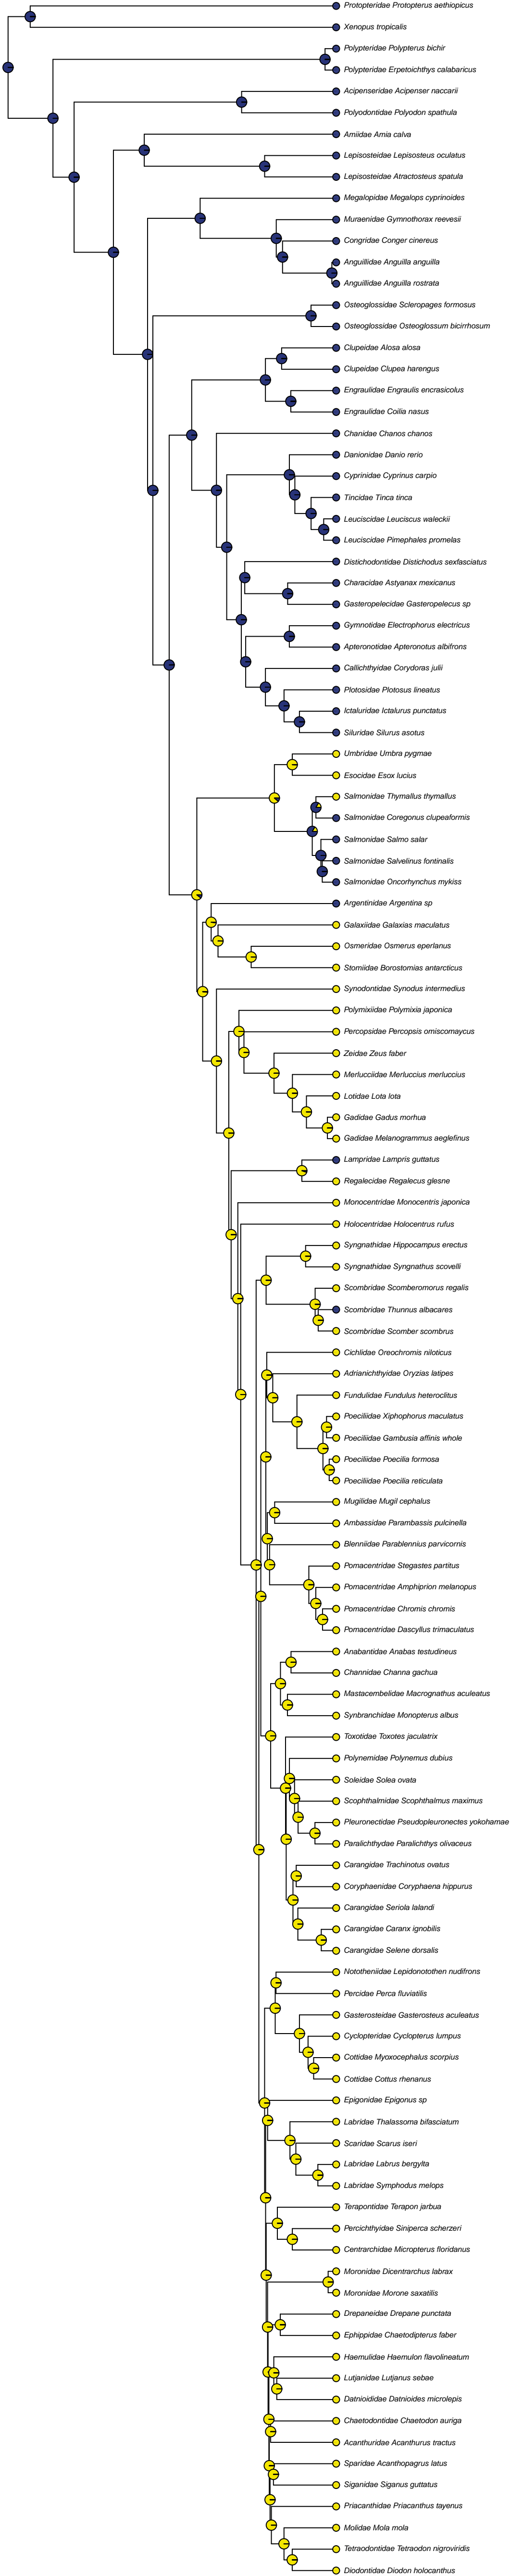 Protopteridae Protopterus aethiopicus
Xenopus tropicalis
Polypteridae Polypterus bichir
Polypteridae Erpetoichthys calabaricus
Acipenseridae Acipenser naccarii
Polyodontidae Polyodon spathula
Amiidae Amia calva
Lepisosteidae Lepisosteus oculatus
Lepisosteidae Atractosteus spatula
Megalopidae Megalops cyprinoides
Muraenidae Gymnothorax reevesii
Congridae Conger cinereus
Anguillidae Anguilla anguilla
Anguillidae Anguilla rostrata
Osteoglossidae Scleropages formosus
Osteoglossidae Osteoglossum bicirrhosum
Clupeidae Alosa alosa
Clupeidae Clupea harengus
Engraulidae Engraulis encrasicolus
Engraulidae Coilia nasus
Chanidae Chanos chanos
Danionidae Danio rerio
Cyprinidae Cyprinus carpio
Tincidae Tinca tinca
Leuciscidae Leuciscus waleckii
Leuciscidae Pimephales promelas
Distichodontidae Distichodus sexfasciatus
Characidae Astyanax mexicanus
Gasteropelecidae Gasteropelecus sp
Gymnotidae Electrophorus electricus
Apteronotidae Apteronotus albifrons
Callichthyidae Corydoras julii
Plotosidae Plotosus lineatus
Ictaluridae Ictalurus punctatus
Siluridae Silurus asotus
Umbridae Umbra pygmae
Esocidae Esox lucius
Salmonidae Thymallus thymallus
Salmonidae Coregonus clupeaformis
Salmonidae Salmo salar
Salmonidae Salvelinus fontinalis
Salmonidae Oncorhynchus mykiss
Argentinidae Argentina sp
Galaxiidae Galaxias maculatus
Osmeridae Osmerus eperlanus
Stomiidae Borostomias antarcticus
Synodontidae Synodus intermedius
Polymixiidae Polymixia japonica
Percopsidae Percopsis omiscomaycus
Zeidae Zeus faber
Merlucciidae Merluccius merluccius
Lotidae Lota lota
Gadidae Gadus morhua
Gadidae Melanogrammus aeglefinus
Lampridae Lampris guttatus
Regalecidae Regalecus glesne
Monocentridae Monocentris japonica
Holocentridae Holocentrus rufus
Syngnathidae Hippocampus erectus
Syngnathidae Syngnathus scovelli
Scombridae Scomberomorus regalis
Scombridae Thunnus albacares
Scombridae Scomber scombrus
Cichlidae Oreochromis niloticus
Adrianichthyidae Oryzias latipes
Fundulidae Fundulus heteroclitus
Poeciliidae Xiphophorus maculatus
Poeciliidae Gambusia affinis whole
Poeciliidae Poecilia formosa
Poeciliidae Poecilia reticulata
Mugilidae Mugil cephalus
Ambassidae Parambassis pulcinella
Blenniidae Parablennius parvicornis
Pomacentridae Stegastes partitus
Pomacentridae Amphiprion melanopus
Pomacentridae Chromis chromis
Pomacentridae Dascyllus trimaculatus
Anabantidae Anabas testudineus
Channidae Channa gachua
Mastacembelidae Macrognathus aculeatus
Synbranchidae Monopterus albus
Toxotidae Toxotes jaculatrix
Polynemidae Polynemus dubius
Soleidae Solea ovata
Scophthalmidae Scophthalmus maximus
Pleuronectidae Pseudopleuronectes yokohamae
Paralichthydae Paralichthys olivaceus
Carangidae Trachinotus ovatus
Coryphaenidae Coryphaena hippurus
Carangidae Seriola lalandi
Carangidae Caranx ignobilis
Carangidae Selene dorsalis
Nototheniidae Lepidonotothen nudifrons
Percidae Perca fluviatilis
Gasterosteidae Gasterosteus aculeatus
Cyclopteridae Cyclopterus lumpus
Cottidae Myoxocephalus scorpius
Cottidae Cottus rhenanus
Epigonidae Epigonus sp
Labridae Thalassoma bifasciatum
Scaridae Scarus iseri
Labridae Labrus bergylta
Labridae Symphodus melops
Terapontidae Terapon jarbua
Percichthyidae Siniperca scherzeri
Centrarchidae Micropterus floridanus
Moronidae Dicentrarchus labrax
Moronidae Morone saxatilis
Drepaneidae Drepane punctata
Ephippidae Chaetodipterus faber
Haemulidae Haemulon flavolineatum
Lutjanidae Lutjanus sebae
Datnioididae Datnioides microlepis
Chaetodontidae Chaetodon auriga
Acanthuridae Acanthurus tractus
Sparidae Acanthopagrus latus
Siganidae Siganus guttatus
Priacanthidae Priacanthus tayenus
Molidae Mola mola
Tetraodontidae Tetraodon nigroviridis
Diodontidae Diodon holocanthus